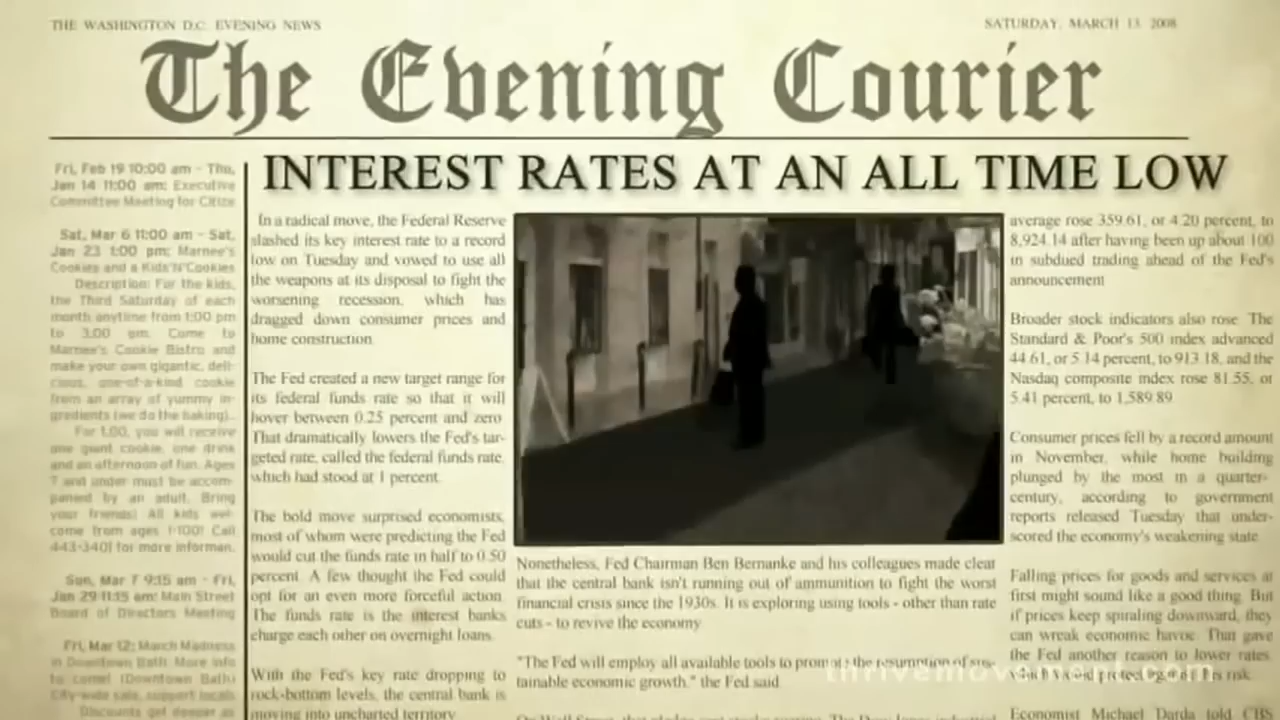 THE WASHINGTON D.C. EVENING NEWS
SATURDAY, MARCH 13, 2008
The Evening Courier
INTEREST RATES AT AN ALL TIME LOW
Fri, Feb 19 10:00 am - Thu,
Jan 14 11:00 am: Executive
Committee Meeting for Citize
Sat, Mar 6 11:00 am - Sat,
Jan 23 1:00 pm: Marnee's
Cookies and a Kids'N'Cookies
Description: For the kids,
the Third Saturday of each
month anytime from 1:00 pm
to 3:00 pm. Come to
Marnee's Cookie Bistro and
make your own gigantic, deli-
cious, one-of-a-kind cookie
from an array of yummy in-
gredients (we do the baking).
For 1.00, you will receive
one giant cookie, one drink
and an afternoon of fun. Ages
7 and under must be accom-
panied by an adult. Bring
your friends! All kids wel-
come from ages 1-100! Call
443-3401 for more informan.
Sun, Mar 7 9:15 am - Fri,
Jan 29 11:15 am: Main Street
Board of Directors Meeting
Fri, Mar 12: March Madness
in Downtown Bath. More info
to come! (Downtown Bath)
City-wide sale, support locals
Discounts get deeper as
In a radical move, the Federal Reserve
slashed its key interest rate to a record
low on Tuesday and vowed to use all
the weapons at its disposal to fight the
worsening recession, which has
dragged down consumer prices and
home construction.
The Fed created a new target range for
its federal funds rate so that it will
hover between 0.25 percent and zero.
That dramatically lowers the Fed's tar-
geted rate, called the federal funds rate,
which had stood at 1 percent.
The bold move surprised economists,
most of whom were predicting the Fed
would cut the funds rate in half to 0.50
percent. A few thought the Fed could
opt for an even more forceful action.
The funds rate is the interest banks
charge each other on overnight loans.
With the Fed's key rate dropping to
rock-bottom levels, the central bank is
moving into uncharted territory
Nonetheless, Fed Chairman Ben Bernanke and his colleagues made clear
that the central bank isn't running out of ammunition to fight the worst
financial crisis since the 1930s. It is exploring using tools - other than rate
cuts - to revive the economy
"The Fed will employ all available tools to promote the resumption of sus-
tainable economic growth." the Fed said
average rose 359.61, or 4.20 percent, to
8,924.14 after having been up about 100
in subdued trading ahead of the Fed's
announcement
Broader stock indicators also rose. The
Standard & Poor's 500 index advanced
44.61, or 5.14 percent, to 913.18, and the
Nasdaq composite index rose 81.55, or
5.41 percent, to 1,589.89
Consumer prices fell by a record amount
in November, while home building
plunged by the most in a quarter-
century, according to government
reports released Tuesday that under-
scored the economy's weakening state.
Falling prices for goods and services at
first might sound like a good thing. But
if prices keep spiraling downward, they
can wreak economic havoc. That gave
the Fed another reason to lower rates,
risk.
Economist Michael Darda told CBS
thrivemovement.com